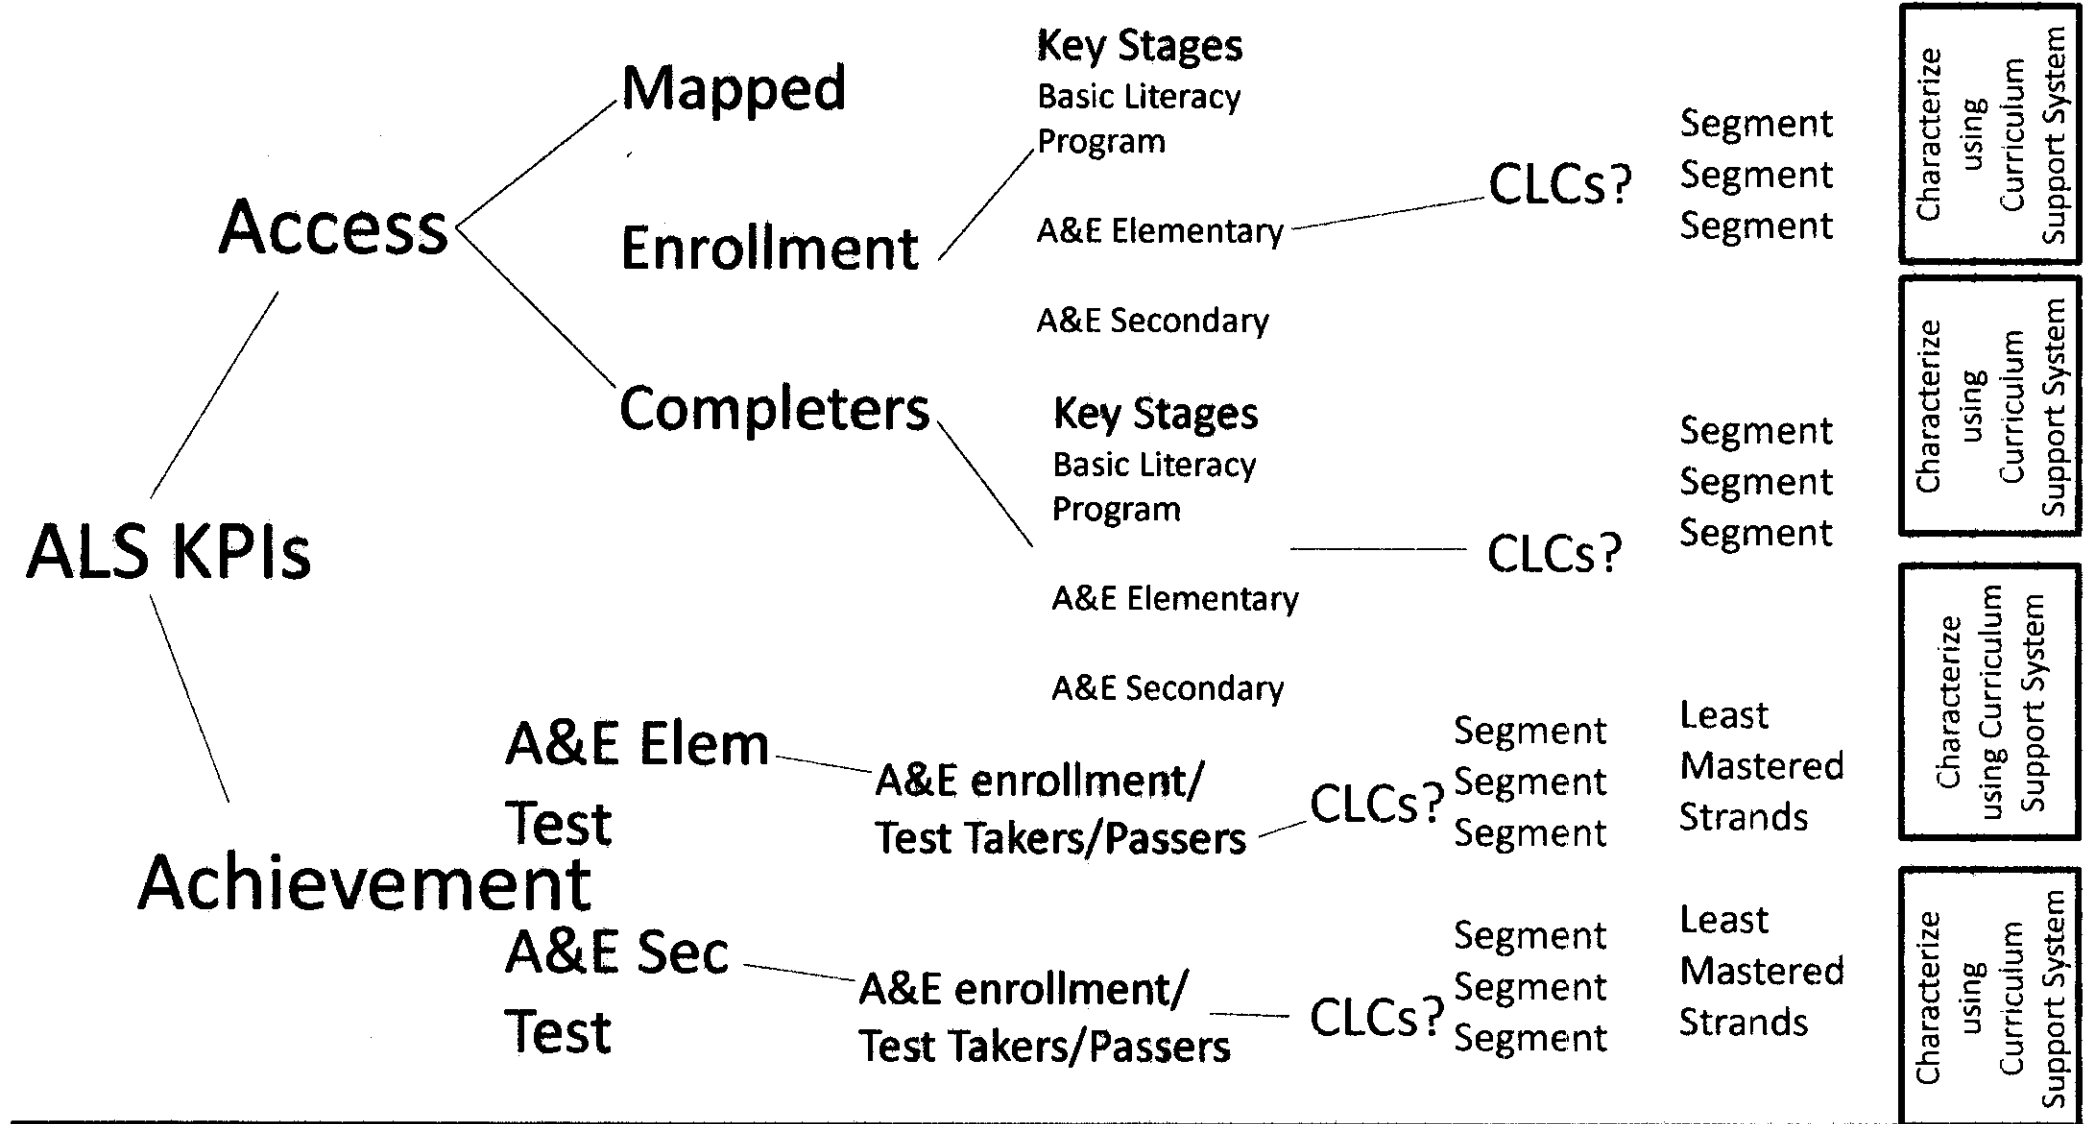 Key Stages
Basic Literacy
Program
Mapped
Access
Enrollment
A&E Elementary
A&E Secondary
CLCs?
Segment
Segment
Segment
Characterize
using
Curriculum
Support System
Completers
Key Stages
Basic Literacy
Program
A&E Elementary
A&E Secondary
CLCs?
Segment
Segment
Segment
Characterize
using
Curriculum
Support System
ALS KPIs
Achievement
A&E Elem
Test
A&E enrollment/
Test Takers/Passers
CLCs?
Segment
Segment
Segment
Least
Mastered
Strands
Characterize
using Curriculum
Support System
A&E Sec
Test
A&E enrollment/
Test Takers/Passers
CLCs?
Segment
Segment
Segment
Least
Mastered
Strands
Characterize
using
Curriculum
Support System